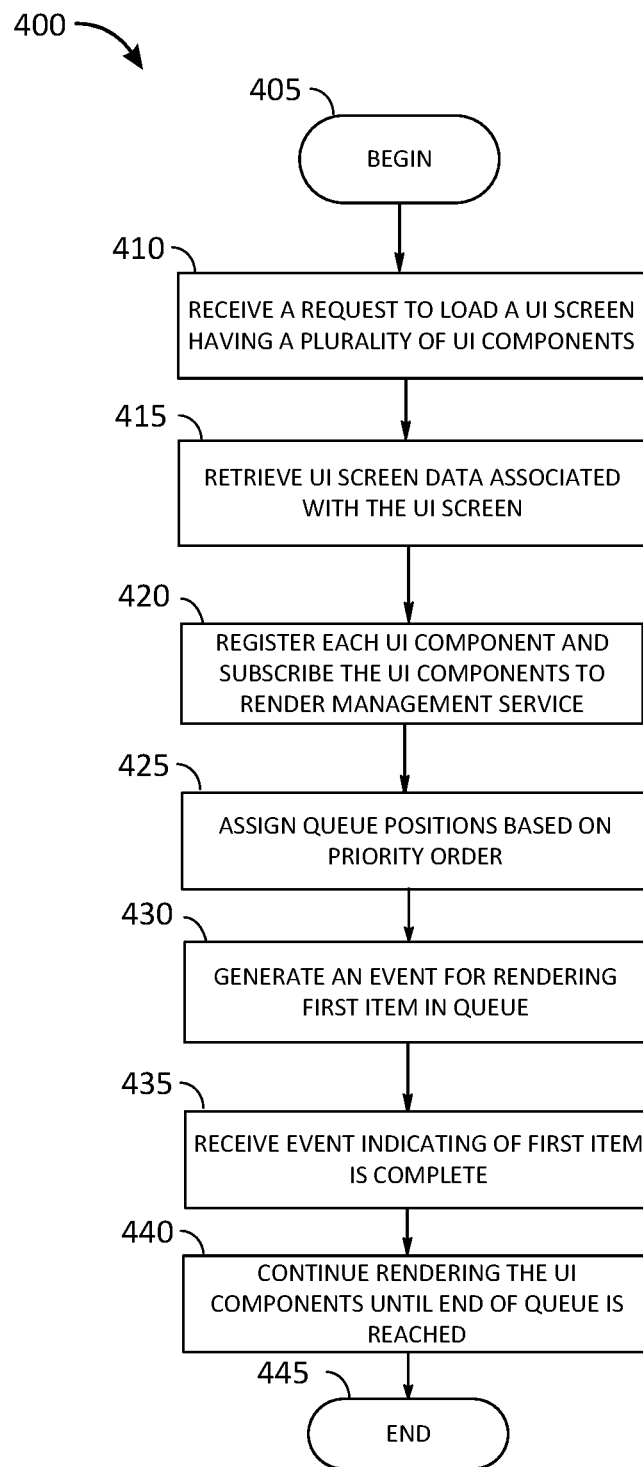 400
405
BEGIN
410
RECEIVE A REQUEST TO LOAD A UI SCREEN
HAVING A PLURALITY OF UI COMPONENTS
415
RETRIEVE UI SCREEN DATA ASSOCIATED
WITH THE UI SCREEN
420
REGISTER EACH UI COMPONENT AND
SUBSCRIBE THE UI COMPONENTS TO
RENDER MANAGEMENT SERVICE
425
ASSIGN QUEUE POSITIONS BASED ON
PRIORITY ORDER
430
GENERATE AN EVENT FOR RENDERING
FIRST ITEM IN QUEUE
435
RECEIVE EVENT INDICATING OF FIRST ITEM
IS COMPLETE
440
CONTINUE RENDERING THE UI
COMPONENTS UNTIL END OF QUEUE IS
REACHED
445
END